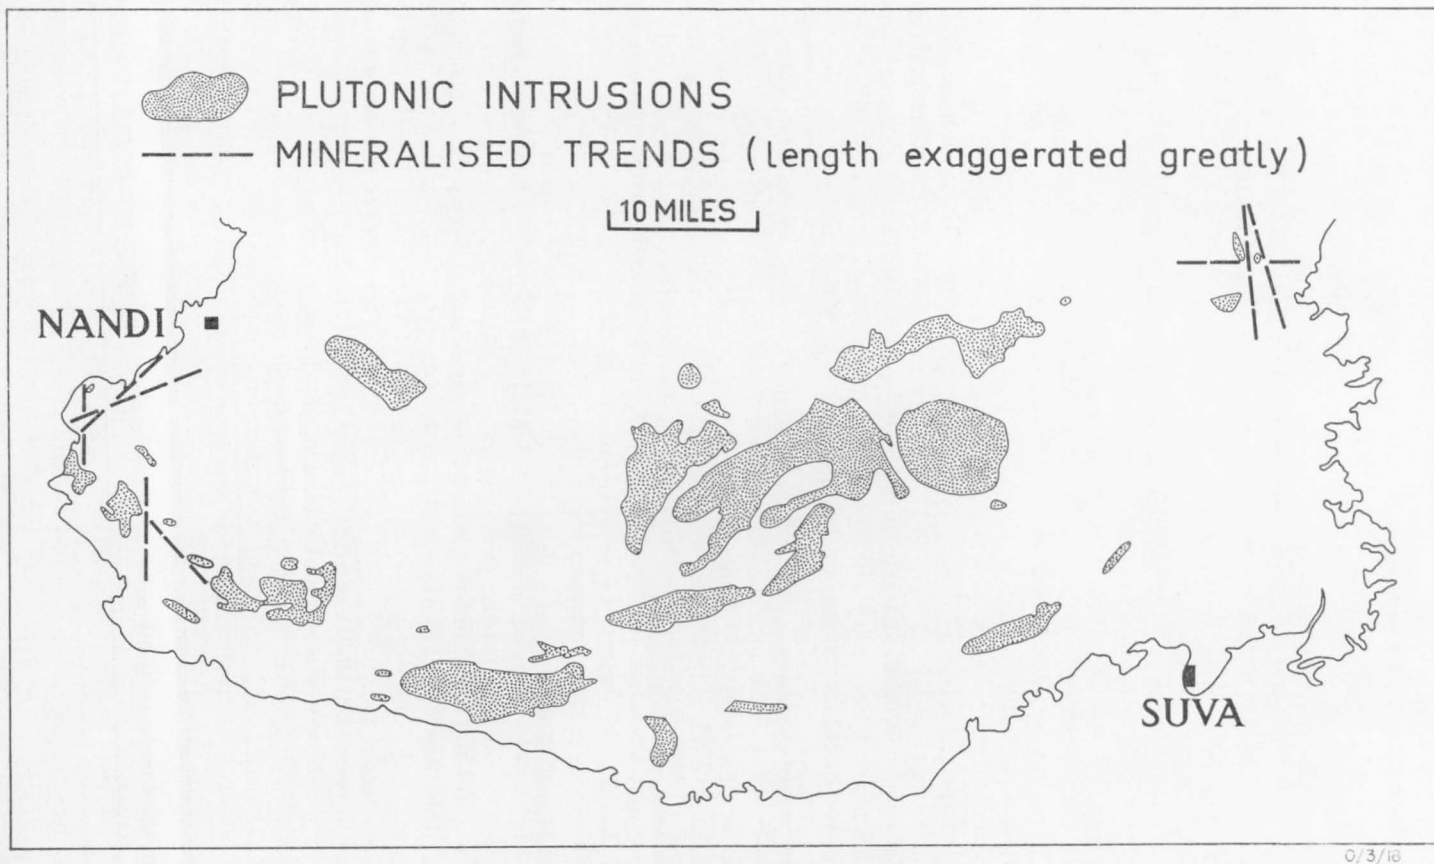 PLUTONIC INTRUSIONS
MINERALISED TRENDS (length exaggerated greatly)
10 MILES
NANDI
SUVA
0/3/18